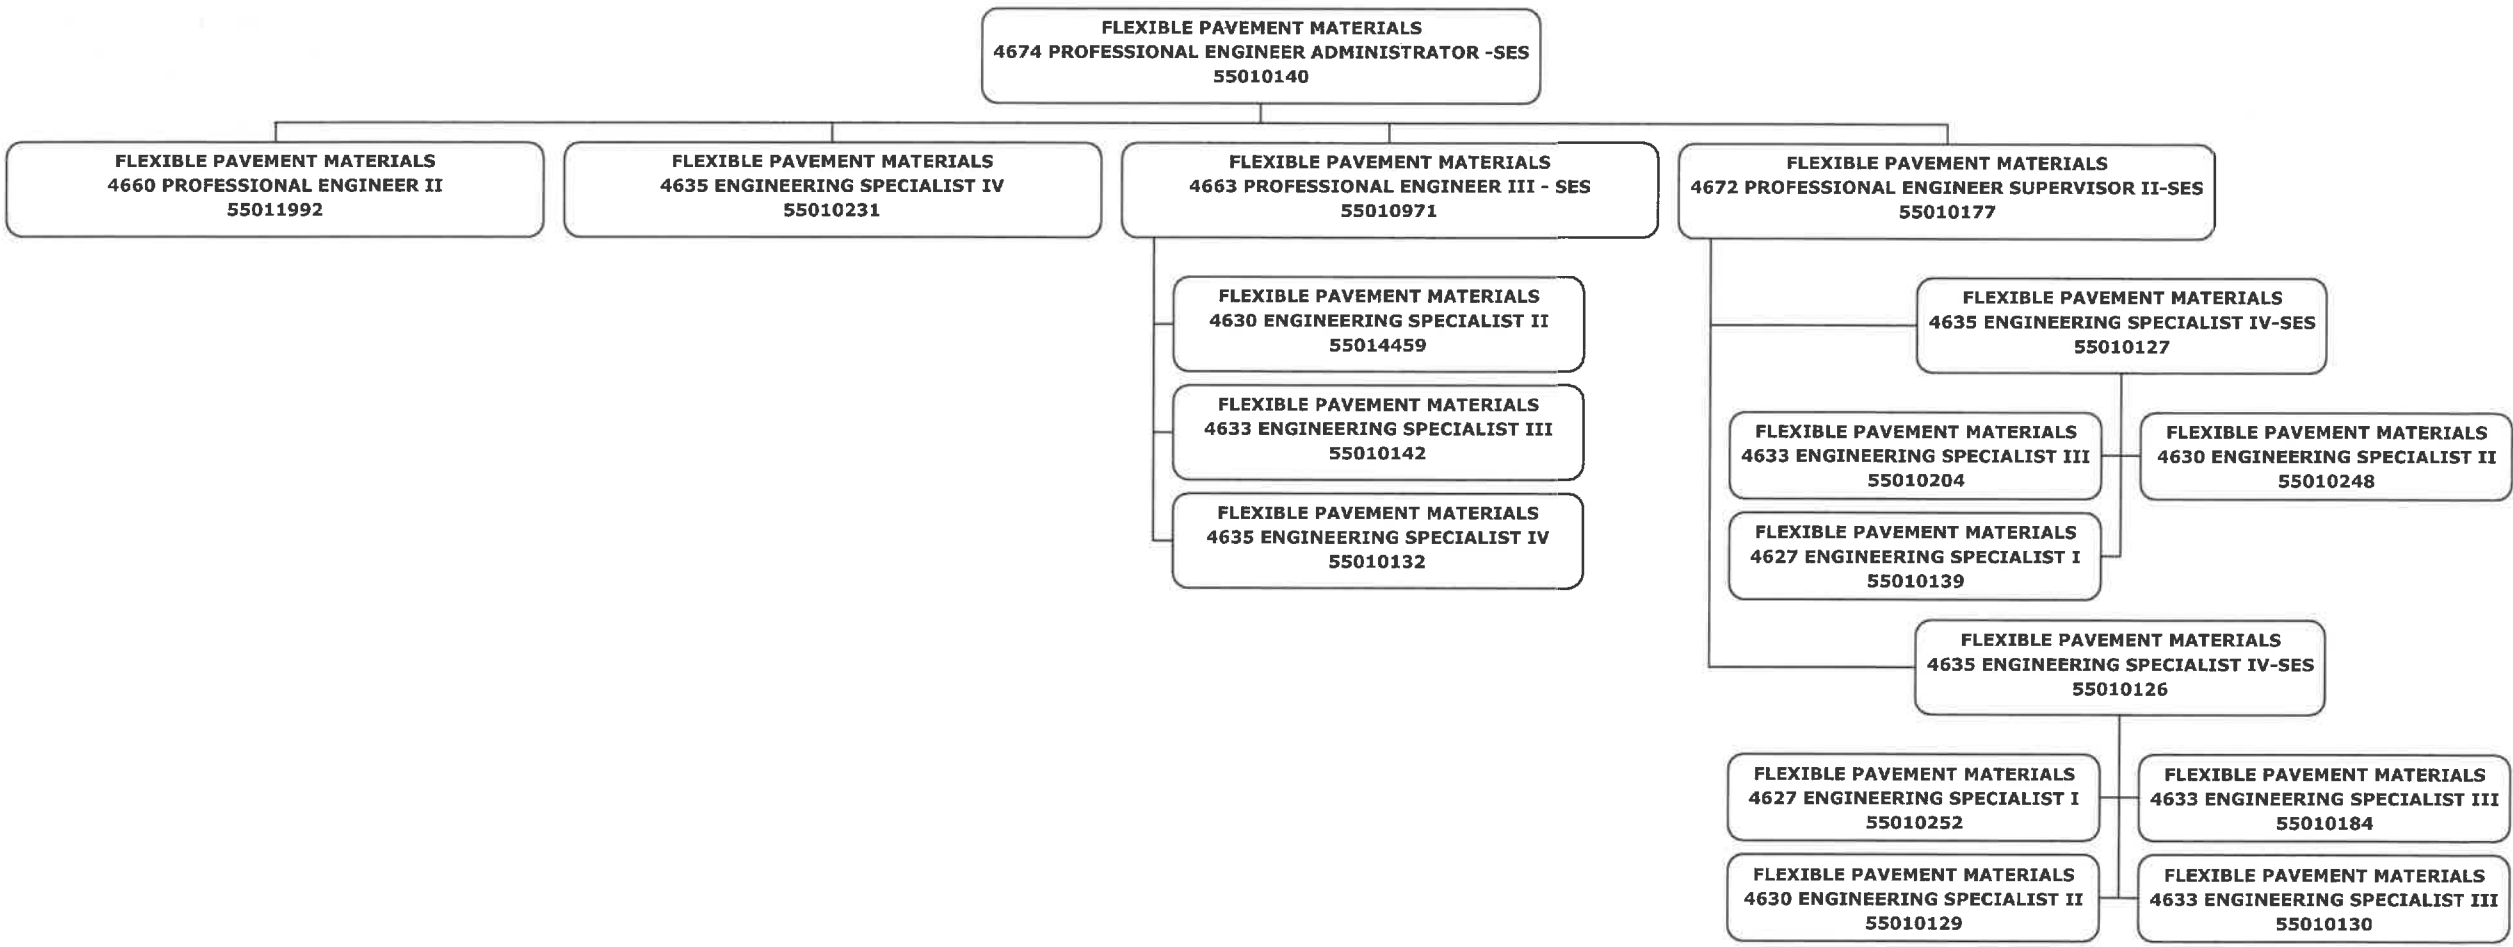 FLEXIBLE PAVEMENT MATERIALS
4674 PROFESSIONAL ENGINEER ADMINISTRATOR -SES
55010140
FLEXIBLE PAVEMENT MATERIALS
4660 PROFESSIONAL ENGINEER II
55011992
FLEXIBLE PAVEMENT MATERIALS
4635 ENGINEERING SPECIALIST IV
55010231
FLEXIBLE PAVEMENT MATERIALS
4663 PROFESSIONAL ENGINEER III - SES
55010971
FLEXIBLE PAVEMENT MATERIALS
4672 PROFESSIONAL ENGINEER SUPERVISOR II-SES
55010177
FLEXIBLE PAVEMENT MATERIALS
4630 ENGINEERING SPECIALIST II
55014459
FLEXIBLE PAVEMENT MATERIALS
4633 ENGINEERING SPECIALIST III
55010142
FLEXIBLE PAVEMENT MATERIALS
4635 ENGINEERING SPECIALIST IV
55010132
FLEXIBLE PAVEMENT MATERIALS
4635 ENGINEERING SPECIALIST IV-SES
55010127
FLEXIBLE PAVEMENT MATERIALS
4633 ENGINEERING SPECIALIST III
55010204
FLEXIBLE PAVEMENT MATERIALS
4630 ENGINEERING SPECIALIST II
55010248
FLEXIBLE PAVEMENT MATERIALS
4627 ENGINEERING SPECIALIST I
55010139
FLEXIBLE PAVEMENT MATERIALS
4635 ENGINEERING SPECIALIST IV-SES
55010126
FLEXIBLE PAVEMENT MATERIALS
4627 ENGINEERING SPECIALIST I
55010252
FLEXIBLE PAVEMENT MATERIALS
4633 ENGINEERING SPECIALIST III
55010184
FLEXIBLE PAVEMENT MATERIALS
4630 ENGINEERING SPECIALIST II
55010129
FLEXIBLE PAVEMENT MATERIALS
4633 ENGINEERING SPECIALIST III
55010130